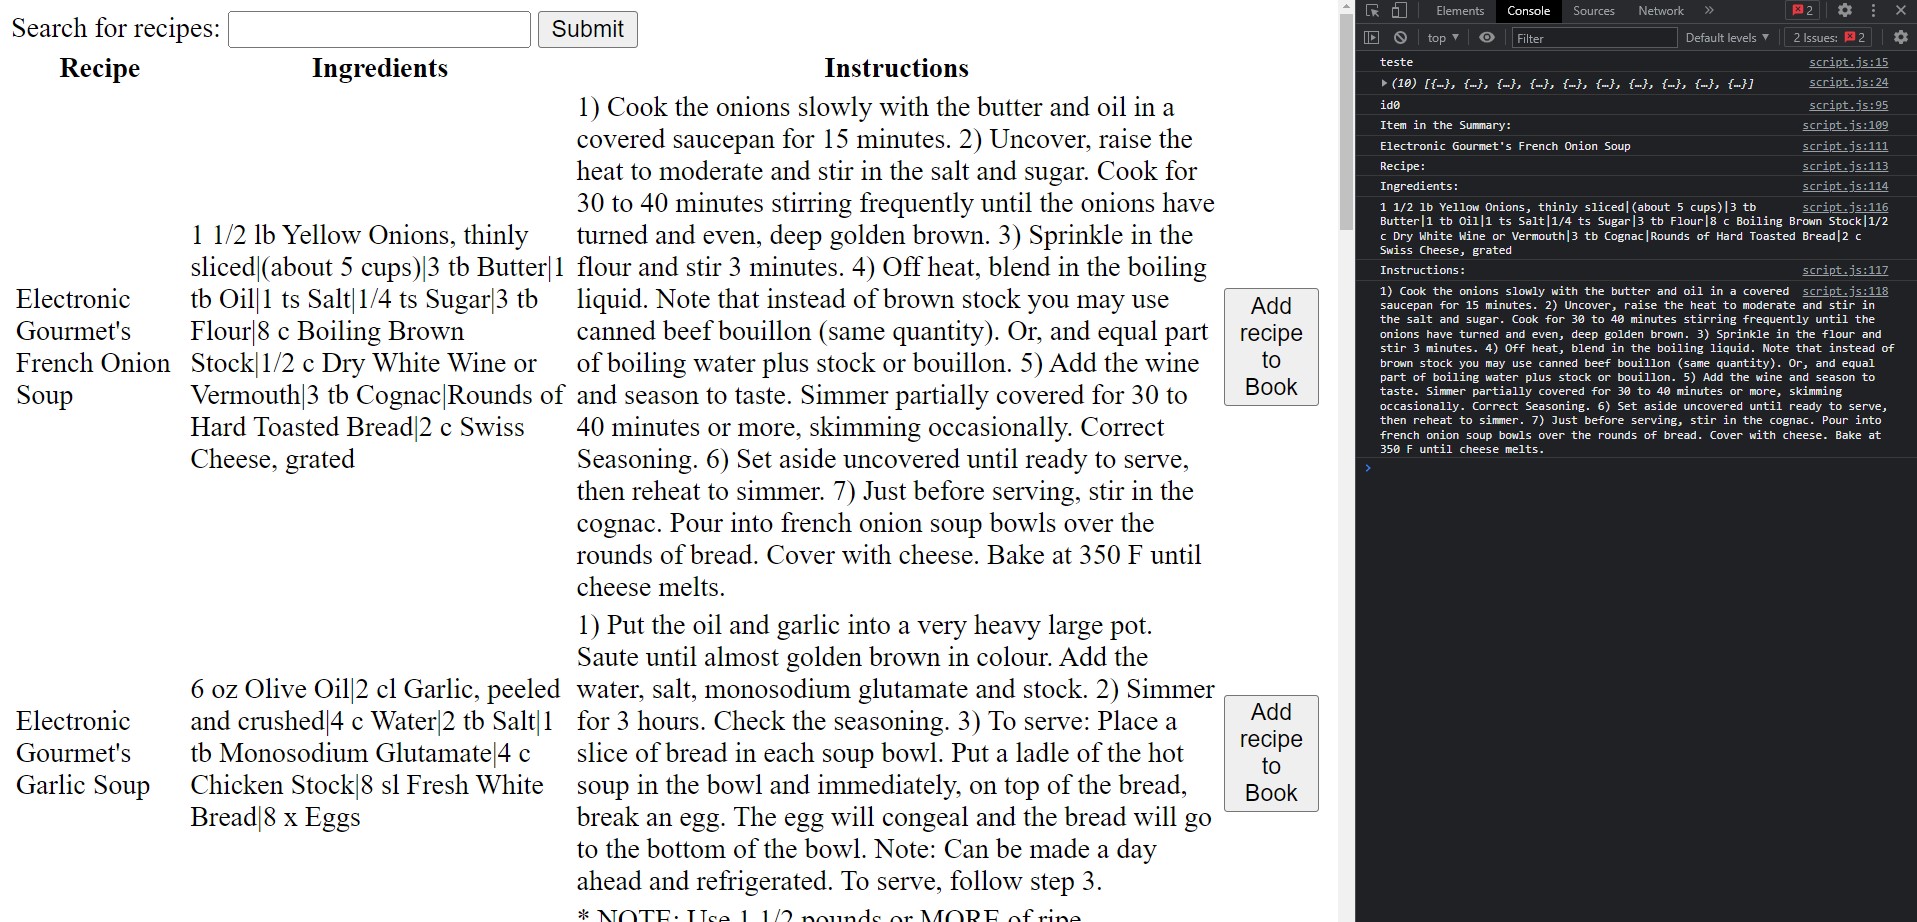 Search for recipes: Submit
Recipe Ingredients Instructions
Electronic
Gourmet's
French Onion
Soup
1 1/2 lb Yellow Onions, thinly
sliced|(about 5 cups)|3 tb Butter|1
tb Oil|1 ts Salt|1/4 ts Sugar|3 tb
Flour|8 c Boiling Brown
Stock|1/2 c Dry White Wine or
Vermouth|3 tb Cognac|Rounds of
Hard Toasted Bread|2 c Swiss
Cheese, grated
1) Cook the onions slowly with the butter and oil in a
covered saucepan for 15 minutes. 2) Uncover, raise the
heat to moderate and stir in the salt and sugar. Cook for
30 to 40 minutes stirring frequently until the onions have
turned and even, deep golden brown. 3) Sprinkle in the
flour and stir 3 minutes. 4) Off heat, blend in the boiling
liquid. Note that instead of brown stock you may use
canned beef bouillon (same quantity). Or, and equal part
of boiling water plus stock or bouillon. 5) Add the wine
and season to taste. Simmer partially covered for 30 to
40 minutes or more, skimming occasionally. Correct
Seasoning. 6) Set aside uncovered until ready to serve,
then reheat to simmer. 7) Just before serving, stir in the
cognac. Pour into french onion soup bowls over the
rounds of bread. Cover with cheese. Bake at 350 F until
cheese melts.
Add
recipe
to
Book
Electronic
Gourmet's
Garlic Soup
6 oz Olive Oil|2 cl Garlic, peeled
and crushed|4 c Water|2 tb Salt|1
tb Monosodium Glutamate|4 c
Chicken Stock|8 sl Fresh White
Bread|8 x Eggs
1) Put the oil and garlic into a very heavy large pot.
Saute until almost golden brown in colour. Add the
water, salt, monosodium glutamate and stock. 2) Simmer
for 3 hours. Check the seasoning. 3) To serve: Place a
slice of bread in each soup bowl. Put a ladle of the hot
soup in the bowl and immediately, on top of the bread,
break an egg. The egg will congeal and the bread will go
to the bottom of the bowl. Note: Can be made a day
ahead and refrigerated. To serve, follow step 3.
Add
recipe
to
Book
* NOTE: Use 1 1/2 pounds or MORE of ripe
Elements Console Sources Network » 2
top Filter Default levels 2 Issues: 2
teste script.js:15
(10) [{…}, {…}, {…}, {…}, {…}, {…}, {…}, {…}, {…}, {…}] script.js:24
id0 script.js:95
Item in the Summary: script.js:109
Electronic Gourmet's French Onion Soup script.js:111
Recipe: script.js:113
Ingredients: script.js:114
1 1/2 lb Yellow Onions, thinly sliced|(about 5 cups)|3 tb script.js:116
Butter|1 tb Oil|1 ts Salt|1/4 ts Sugar|3 tb Flour|8 c Boiling Brown Stock|1/2
c Dry White Wine or Vermouth|3 tb Cognac|Rounds of Hard Toasted Bread|2 c
Swiss Cheese, grated
Instructions: script.js:117
1) Cook the onions slowly with the butter and oil in a covered script.js:118
saucepan for 15 minutes. 2) Uncover, raise the heat to moderate and stir in
the salt and sugar. Cook for 30 to 40 minutes stirring frequently until the
onions have turned and even, deep golden brown. 3) Sprinkle in the flour and
stir 3 minutes. 4) Off heat, blend in the boiling liquid. Note that instead of
brown stock you may use canned beef bouillon (same quantity). Or, and equal
part of boiling water plus stock or bouillon. 5) Add the wine and season to
taste. Simmer partially covered for 30 to 40 minutes or more, skimming
occasionally. Correct Seasoning. 6) Set aside uncovered until ready to serve,
then reheat to simmer. 7) Just before serving, stir in the cognac. Pour into
french onion soup bowls over the rounds of bread. Cover with cheese. Bake at
350 F until cheese melts.